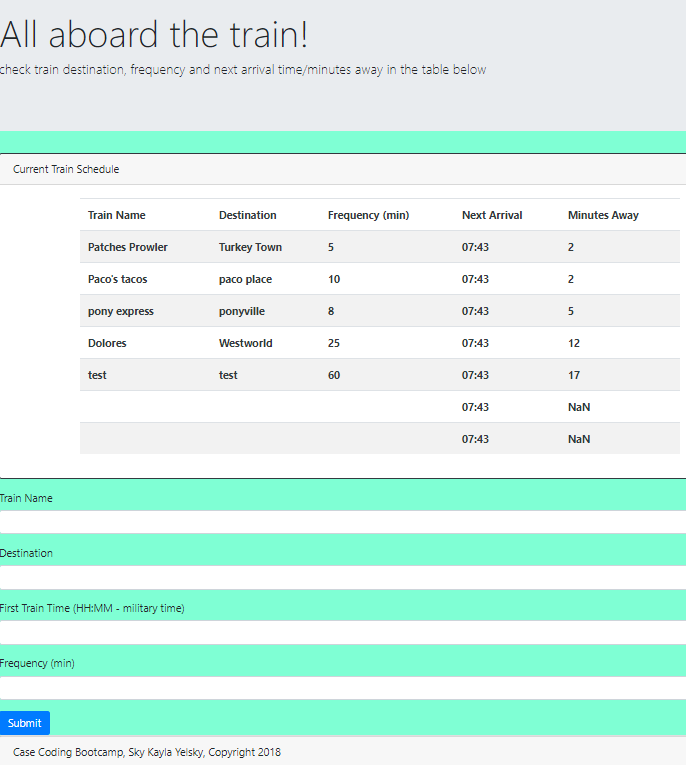 All aboard the train!
check train destination, frequency and next arrival time/minutes away in the table below
Current Train Schedule
Train Name Destination Frequency (min) Next Arrival Minutes Away
Patches Prowler Turkey Town 5 07:43 2
Paco's tacos paco place 10 07:43 2
pony express ponyville 8 07:43 5
Dolores Westworld 25 07:43 12
test test 60 07:43 17
07:43 NaN
07:43 NaN
Train Name
Destination
First Train Time (HH:MM - military time)
Frequency (min)
Submit
Case Coding Bootcamp, Sky Kayla Yelsky, Copyright 2018